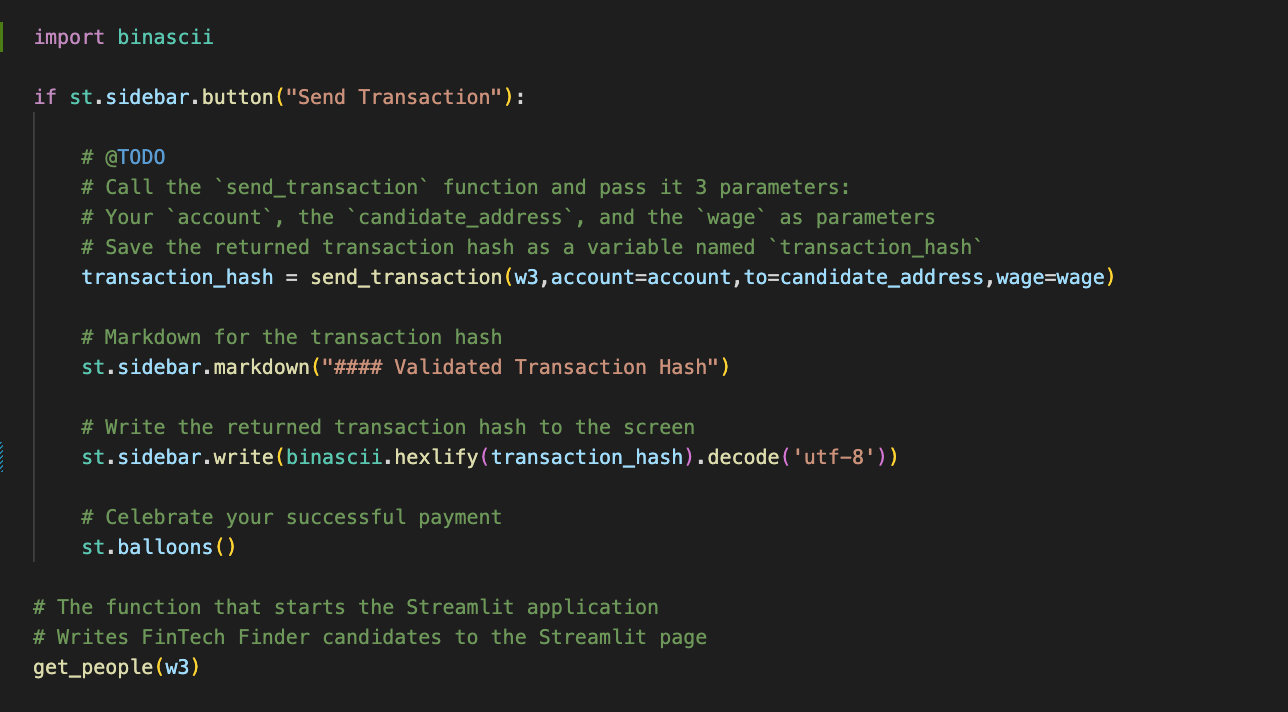 import binascii
if st.sidebar.button("Send Transaction"):
# @TODO
# Call the `send_transaction` function and pass it 3 parameters:
# Your `account`, the `candidate_address`, and the `wage` as parameters
# Save the returned transaction hash as a variable named `transaction_hash`
transaction_hash = send_transaction(w3,account=account,to=candidate_address,wage=wage)
# Markdown for the transaction hash
st.sidebar.markdown("#### Validated Transaction Hash")
# Write the returned transaction hash to the screen
st.sidebar.write(binascii.hexlify(transaction_hash).decode('utf-8'))
# Celebrate your successful payment
st.balloons()
# The function that starts the Streamlit application
# Writes FinTech Finder candidates to the Streamlit page
get_people(w3)